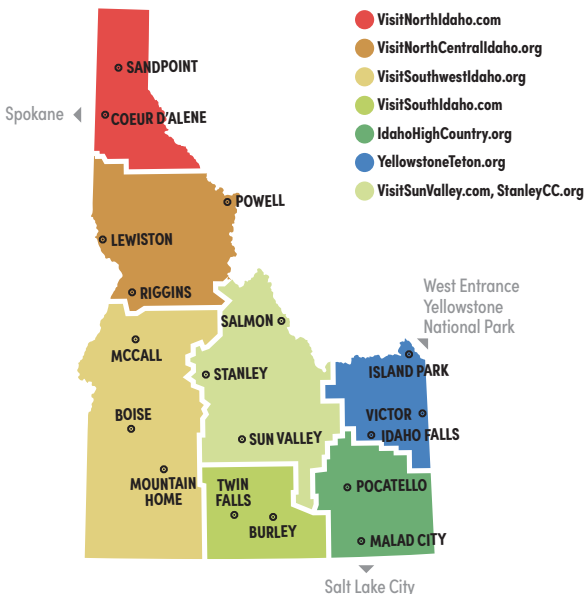 VisitNorthIdaho.com
VisitNorthCentralIdaho.org
VisitSouthwestIdaho.org
VisitSouthIdaho.com
IdahoHighCountry.org
YellowstoneTeton.org
VisitSunValley.com, StanleyCC.org
SANDPOINT
Spokane
COEUR D'ALENE
POWELL
LEWISTON
RIGGINS
West Entrance
Yellowstone
National Park
SALMON
MCCALL
ISLAND PARK
STANLEY
BOISE
VICTOR
SUN VALLEY
IDAHO FALLS
MOUNTAIN
HOME
TWIN
FALLS
POCATELLO
BURLEY
MALAD CITY
Salt Lake City